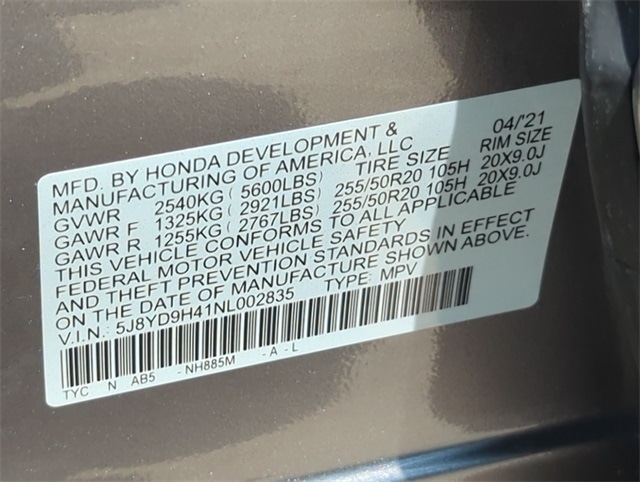 MFD. BY HONDA DEVELOPMENT & 04/'21
MANUFACTURING OF AMERICA, LLC TIRE SIZE RIM SIZE
GVWR 2540KG ( 5600LBS)
GAWR F 1325KG ( 2921LBS) 255/50R20 105H 20X9.0J
GAWR R 1255KG ( 2767LBS) 255/50R20 105H 20X9.0J
THIS VEHICLE CONFORMS TO ALL APPLICABLE
FEDERAL MOTOR VEHICLE SAFETY
AND THEFT PREVENTION STANDARDS IN EFFECT
ON THE DATE OF MANUFACTURE SHOWN ABOVE.
V.I.N.: 5J8YD9H41NL002835 TYPE: MPV
TYC N AB5 - NH885M - A - L